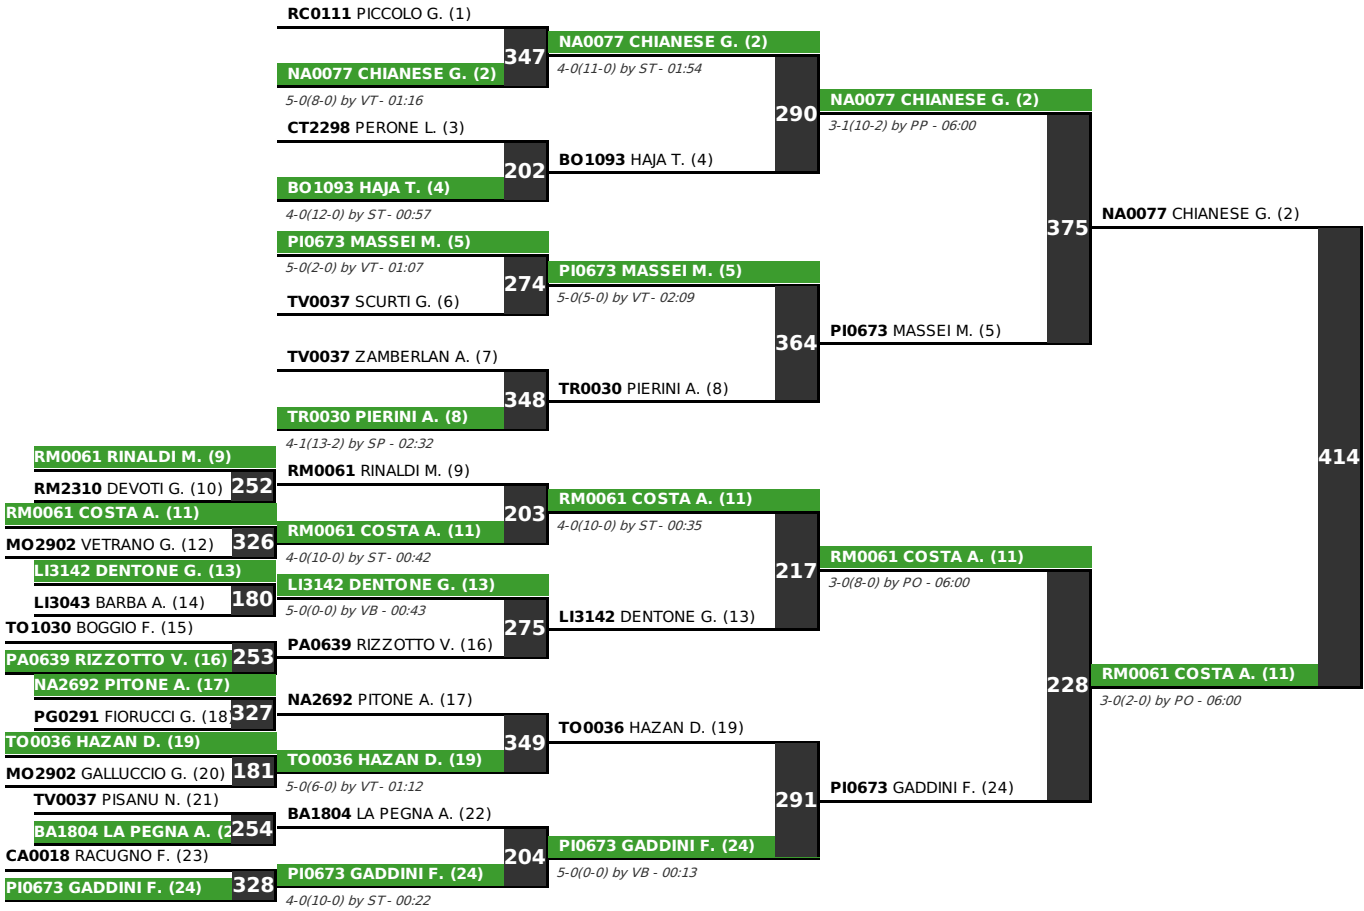 RC0111 PICCOLO G. (1)
347
NA0077 CHIANESE G. (2)
5-0(8-0) by VT - 01:16
CT2298 PERONE L. (3)
202
BO1093 HAJA T. (4)
4-0(12-0) by ST - 00:57
PI0673 MASSEI M. (5)
5-0(2-0) by VT - 01:07
274
TV0037 SCURTI G. (6)
TV0037 ZAMBERLAN A. (7)
348
TR0030 PIERINI A. (8)
4-1(13-2) by SP - 02:32
RM0061 RINALDI M. (9)
RM2310 DEVOTI G. (10)
252
RM0061 COSTA A. (11)
MO2902 VETRANO G. (12)
326
LI3142 DENTONE G. (13)
LI3043 BARBA A. (14)
180
TO1030 BOGGIO F. (15)
PA0639 RIZZOTTO V. (16)
253
NA2692 PITONE A. (17)
PG0291 FIORUCCI G. (18)
327
TO0036 HAZAN D. (19)
MO2902 GALLUCCIO G. (20)
181
TV0037 PISANU N. (21)
BA1804 LA PEGNA A. (2
254
CA0018 RACUGNO F. (23)
PI0673 GADDINI F. (24)
328
RM0061 RINALDI M. (9)
203
RM0061 COSTA A. (11)
4-0(10-0) by ST - 00:42
LI3142 DENTONE G. (13)
5-0(0-0) by VB - 00:43
275
PA0639 RIZZOTTO V. (16)
NA2692 PITONE A. (17)
349
TO0036 HAZAN D. (19)
5-0(6-0) by VT - 01:12
BA1804 LA PEGNA A. (22)
204
PI0673 GADDINI F. (24)
4-0(10-0) by ST - 00:22
NA0077 CHIANESE G. (2)
4-0(11-0) by ST - 01:54
290
BO1093 HAJA T. (4)
PI0673 MASSEI M. (5)
5-0(5-0) by VT - 02:09
364
TR0030 PIERINI A. (8)
RM0061 COSTA A. (11)
4-0(10-0) by ST - 00:35
217
LI3142 DENTONE G. (13)
TO0036 HAZAN D. (19)
291
PI0673 GADDINI F. (24)
5-0(0-0) by VB - 00:13
NA0077 CHIANESE G. (2)
3-1(10-2) by PP - 06:00
375
PI0673 MASSEI M. (5)
RM0061 COSTA A. (11)
3-0(8-0) by PO - 06:00
228
PI0673 GADDINI F. (24)
NA0077 CHIANESE G. (2)
414
RM0061 COSTA A. (11)
3-0(2-0) by PO - 06:00